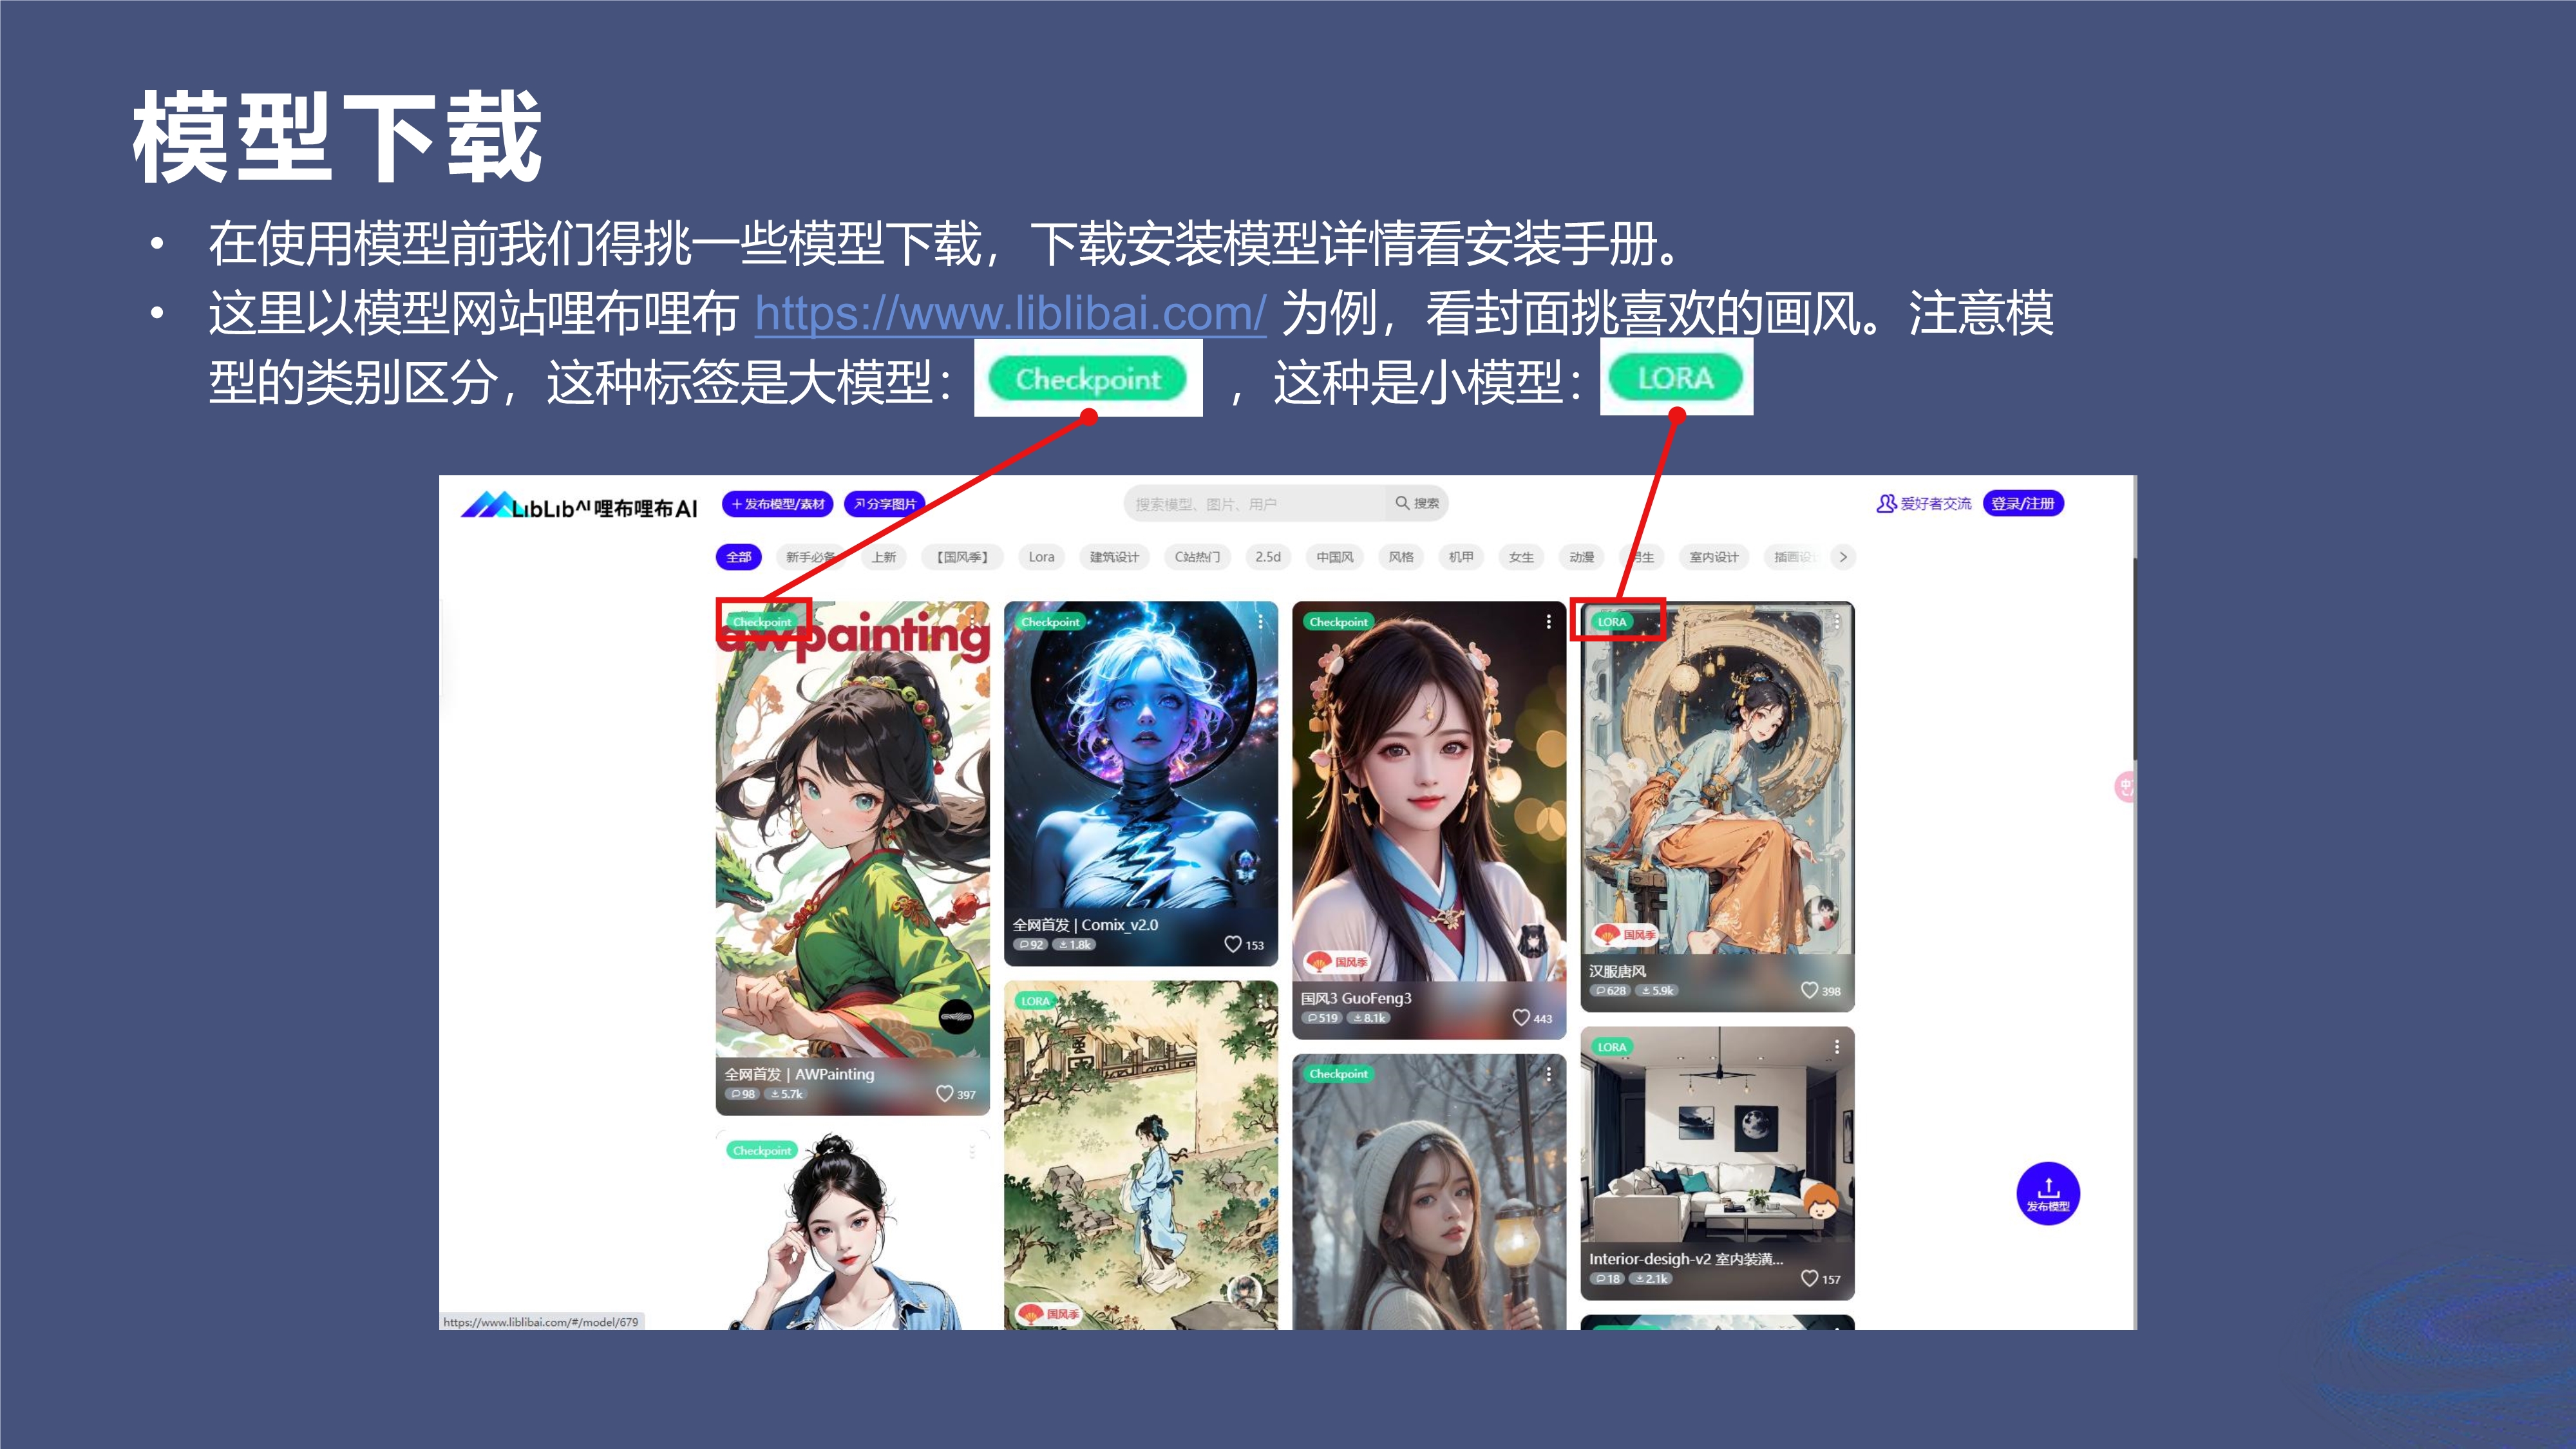 模型下载
• 在使用模型前我们得挑一些模型下载，下载安装模型详情看安装手册。
• 这里以模型网站哩布哩布 https://www.liblibai.com/ 为例，看封面挑喜欢的画风。注意模
型的类别区分，这种标签是大模型： Checkpoint ，这种是小模型： LORA
LibLib AI 哩布哩布AI
＋发布模型/素材
分享图片
搜索模型、图片、用户
搜索
爱好者交流
登录/注册
全部 新手必备 上新 【国风季】 Lora 建筑设计 C站热门 2.5d 中国风 风格 机甲 女生 动漫 男生 室内设计 插画设
Checkpoint
awpainting
全网首发 | AWPainting
98 5.7k 397
Checkpoint
Checkpoint
全网首发 | Comix_v2.0
92 1.8k 153
LORA
国风季
Checkpoint
国风季
国风3 GuoFeng3
519 8.1k 443
Checkpoint
LORA
国风季
汉服唐风
628 5.9k 398
LORA
Interior-desigh-v2 室内装潢...
18 2.1k 157
发布模型
https://www.liblibai.com/#/model/679